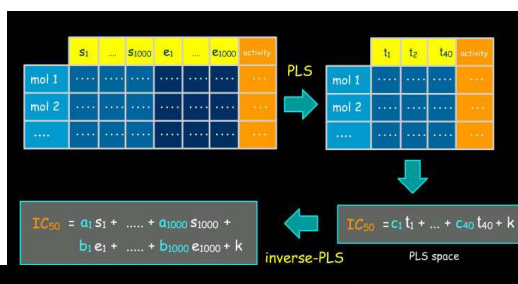 s1 .... s1000 e1 .... e1000 activity
mol 1 .... .... .... .... .... .... ...
mol 2 .... .... .... .... .... .... ...
.... .... .... .... .... .... .... ...
PLS
t1 t2 t40 activity
mol 1 .... .... .... ...
mol 2 .... .... .... ...
.... .... .... .... ...
IC50 = c1 t1 + ... + c40 t40 + k
PLS space
inverse-PLS
IC50 = a1 s1 + ..... + a1000 s1000 +
b1 e1 + ..... + b1000 e1000 + k